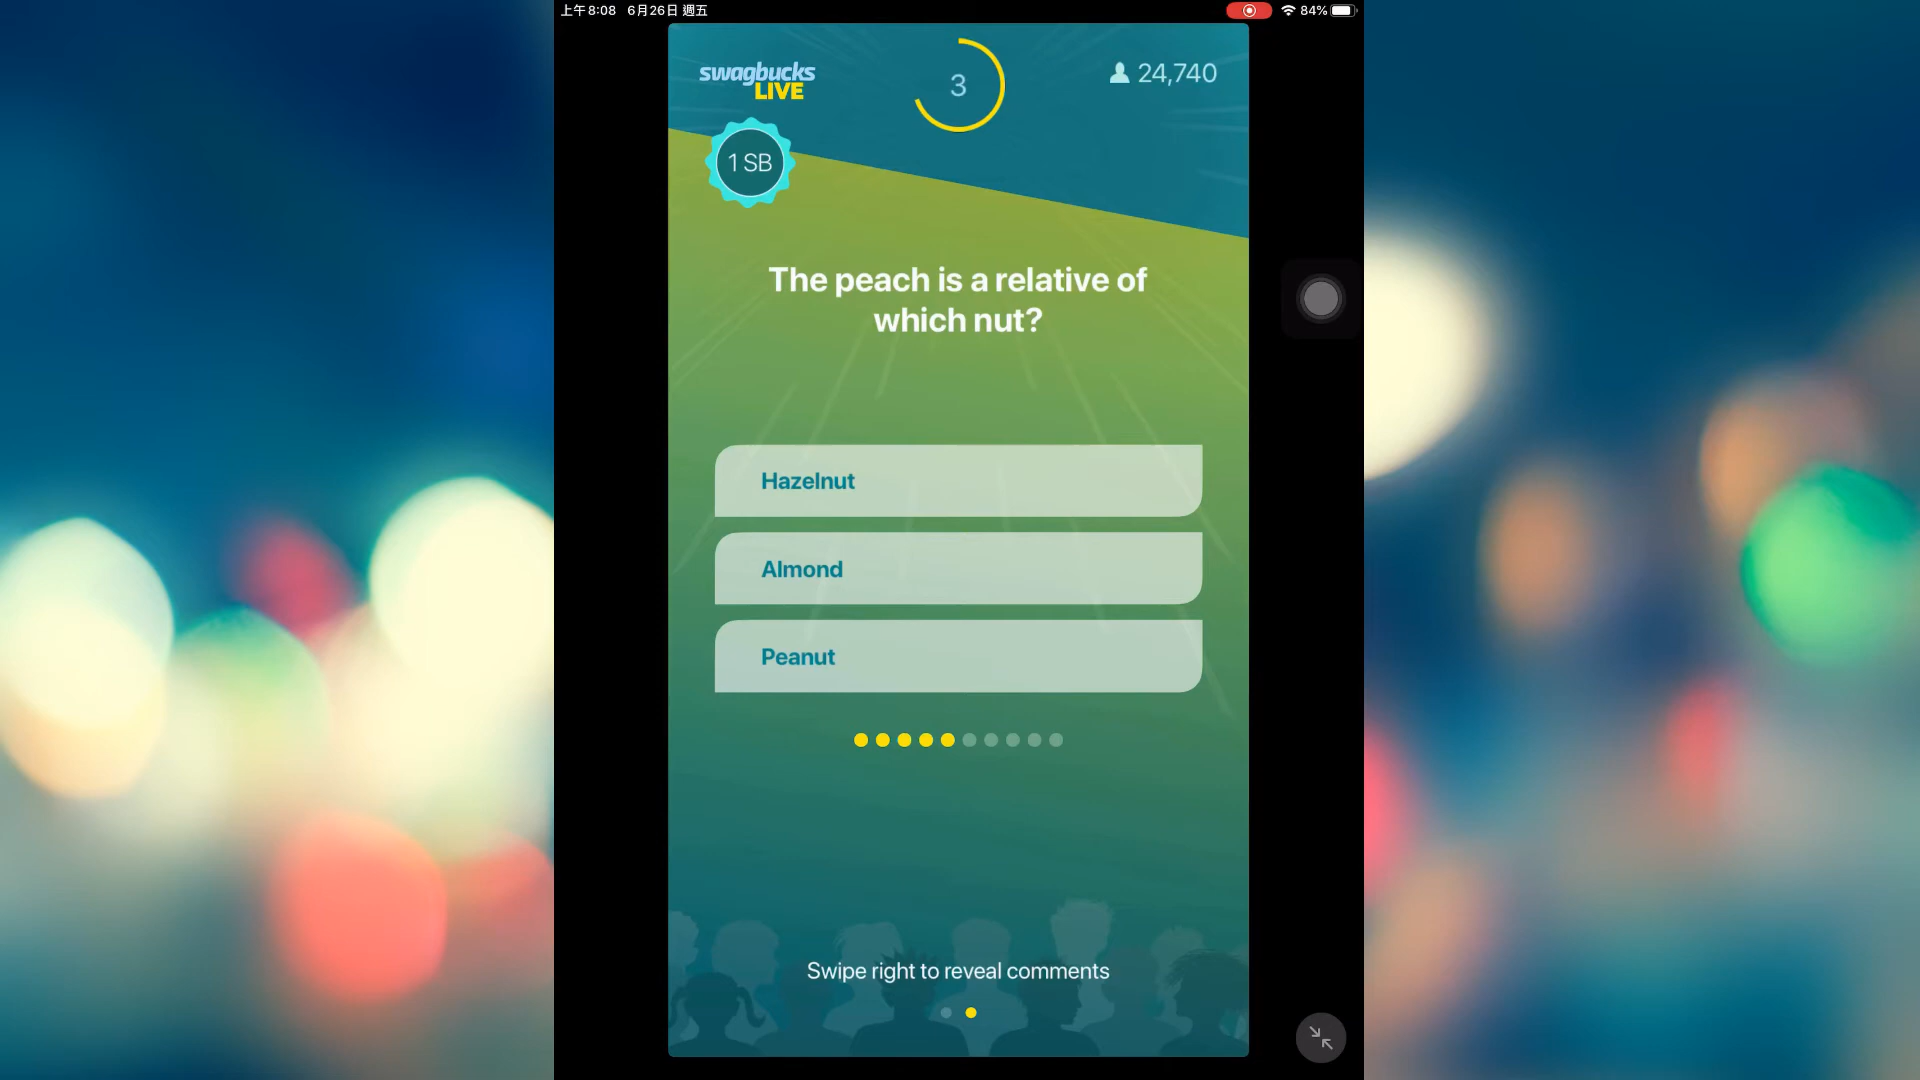 上午8:08 6月26日 週五
84%
swagbucks
LIVE
3
24,740
1 SB
The peach is a relative of
which nut?
Hazelnut
Almond
Peanut
Swipe right to reveal comments